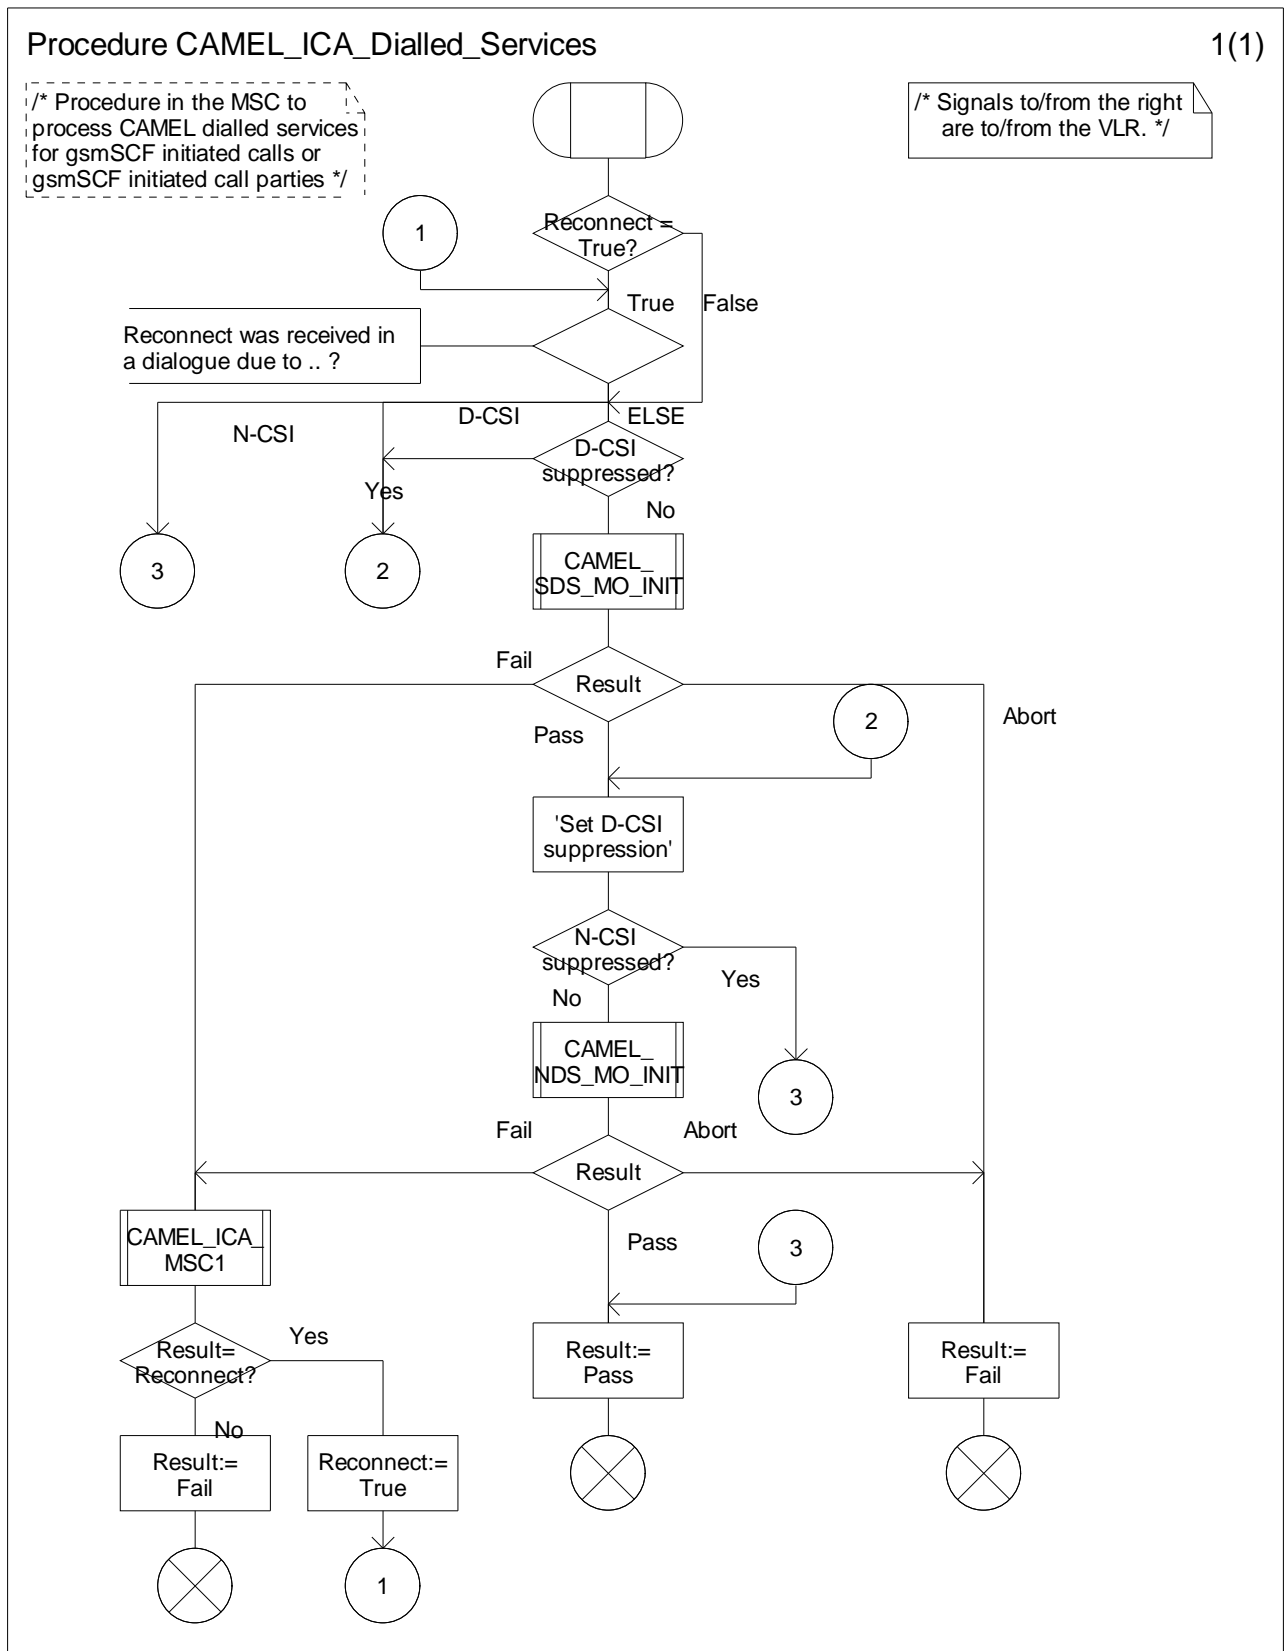 Procedure CAMEL_ICA_Dialled_Services
1(1)
/* Procedure in the MSC to
process CAMEL dialled services
for gsmSCF initiated calls or
gsmSCF initiated call parties */
/* Signals to/from the right
are to/from the VLR. */
1
Reconnect =
True?
True
False
Reconnect was received in
a dialogue due to .. ?
N-CSI
D-CSI
ELSE
D-CSI
suppressed?
Yes
No
3
2
CAMEL_
SDS_MO_INIT
Fail
Result
Abort
Pass
2
'Set D-CSI
suppression'
N-CSI
suppressed?
Yes
No
CAMEL_
NDS_MO_INIT
3
Fail
Abort
Result
Pass
3
CAMEL_ICA_
MSC1
Result=
Reconnect?
Yes
No
Result:=
Pass
Result:=
Fail
Result:=
Fail
Reconnect:=
True
1